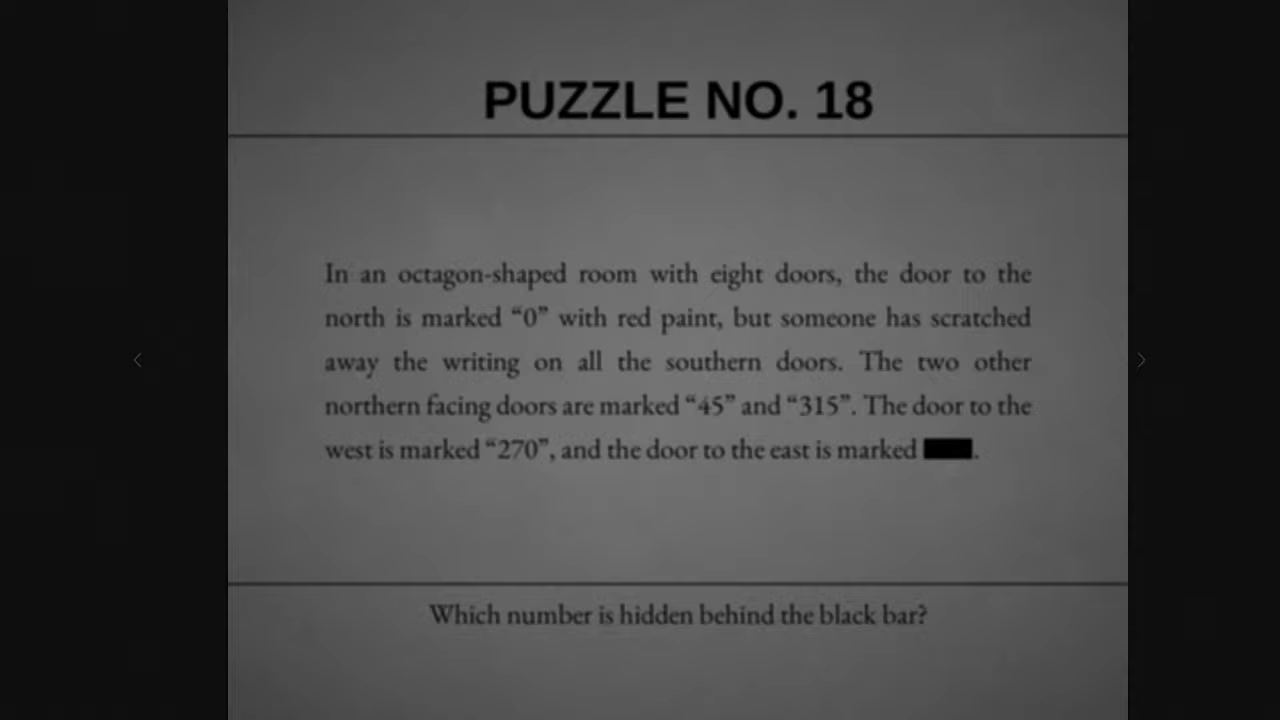 PUZZLE NO. 18
In an octagon-shaped room with eight doors, the door to the
north is marked “0” with red paint, but someone has scratched
away the writing on all the southern doors. The two other
northern facing doors are marked “45” and “315”. The door to the
west is marked “270”, and the door to the east is marked .
Which number is hidden behind the black bar?